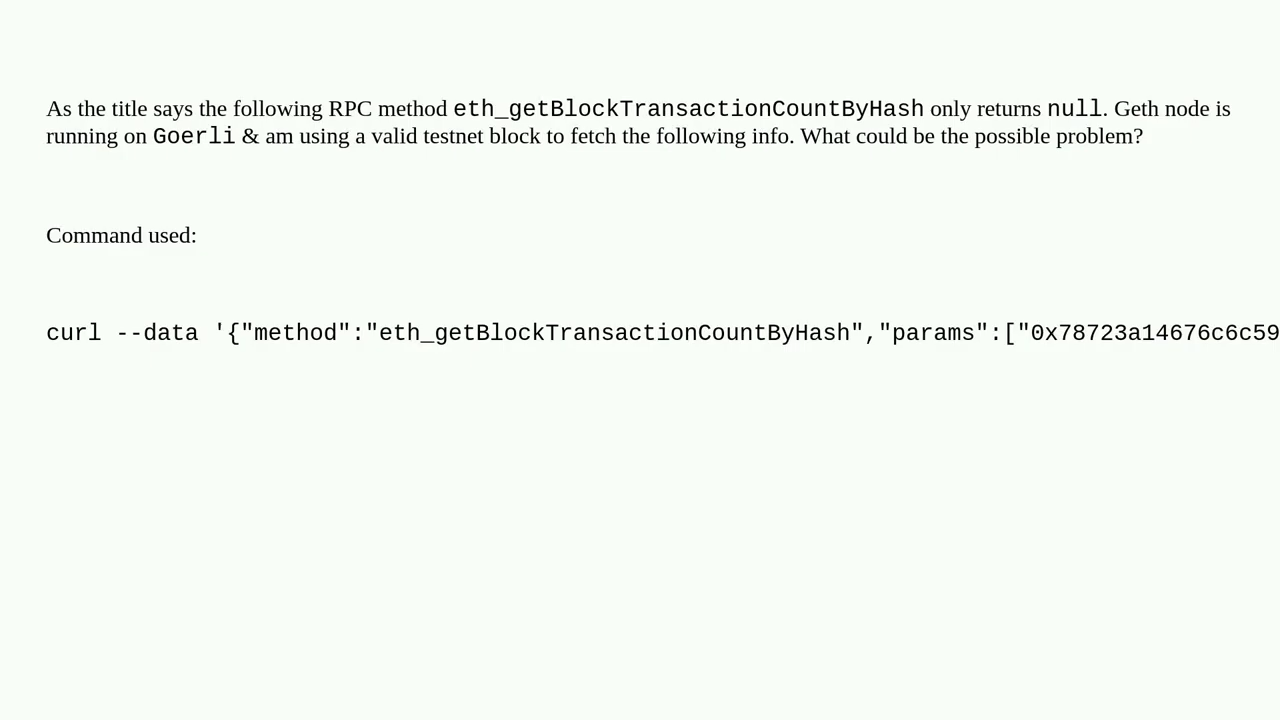 As the title says the following RPC method eth_getBlockTransactionCountByHash only returns null. Geth node is
running on Goerli & am using a valid testnet block to fetch the following info. What could be the possible problem?
Command used:
curl --data '{"method":"eth_getBlockTransactionCountByHash","params":["0x78723a14676c6c59